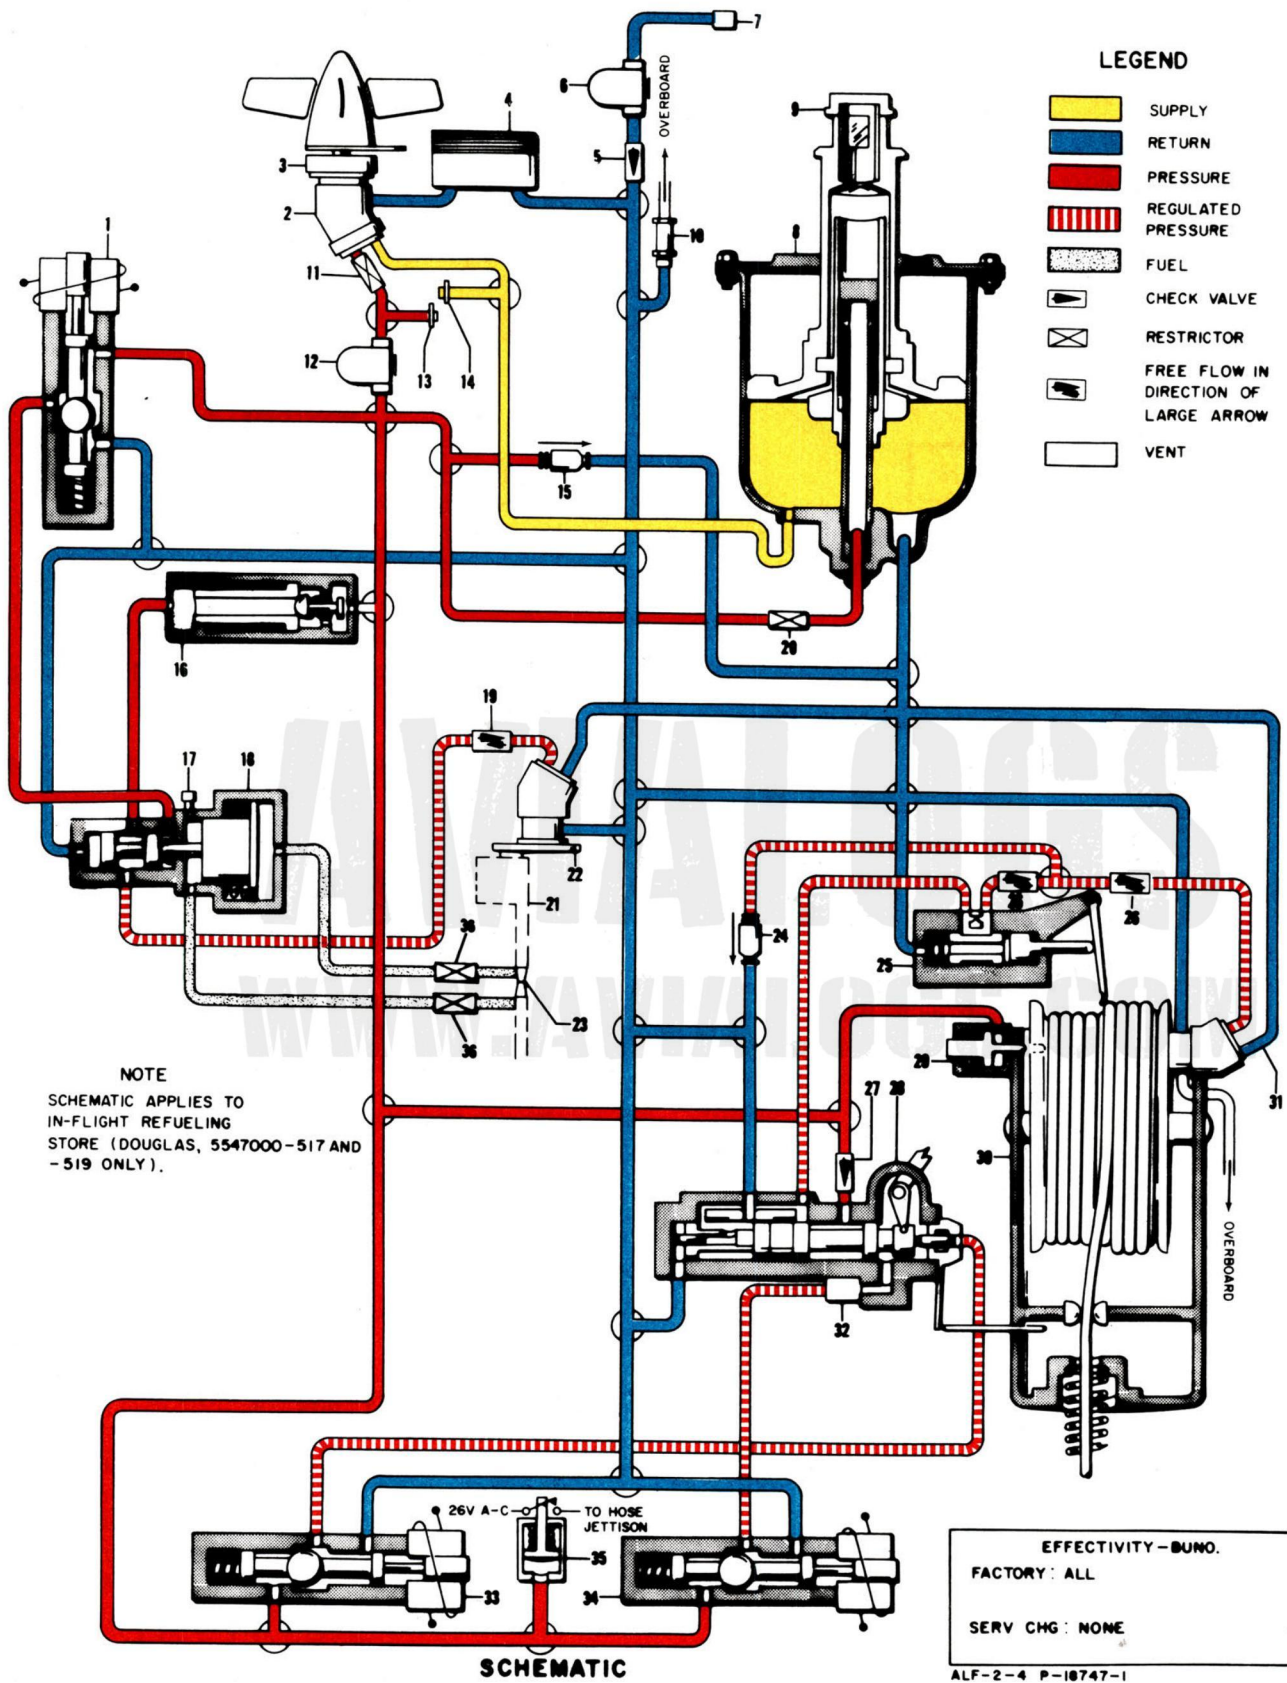 7
LEGEND
6
OVERBOARD
9
SUPPLY
4
RETURN
5
3
PRESSURE
REGULATED
PRESSURE
2
1
10
8
FUEL
11
CHECK VALVE
RESTRICTOR
12
13
14
FREE FLOW IN
DIRECTION OF
LARGE ARROW
VENT
15
16
20
19
17
18
22
21
26
24
25
36
23
36
29
27
28
31
30
NOTE
SCHEMATIC APPLIES TO
IN-FLIGHT REFUELING
STORE (DOUGLAS, 5547000-517 AND
-519 ONLY).
OVERBOARD
32
26V A-C
TO HOSE
JETTISON
35
33
34
EFFECTIVITY-BUNO.
FACTORY: ALL
SERV CHG: NONE
SCHEMATIC
ALF-2-4 P-18747-1
AVIALOGS
WWW.AVIALOGS.COM